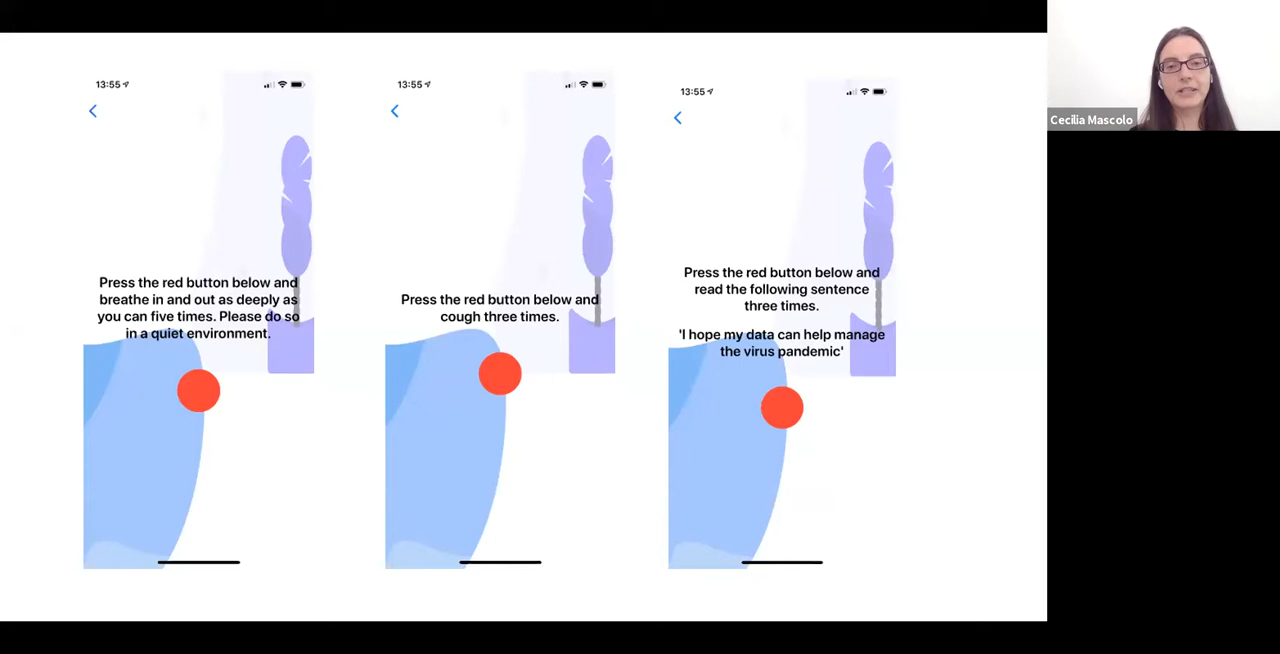 13:55
Press the red button below and
breathe in and out as deeply as
you can five times. Please do so
in a quiet environment.
13:55
Press the red button below and
cough three times.
13:55
Press the red button below and
read the following sentence
three times.
'I hope my data can help manage
the virus pandemic'
Cecilia Mascolo